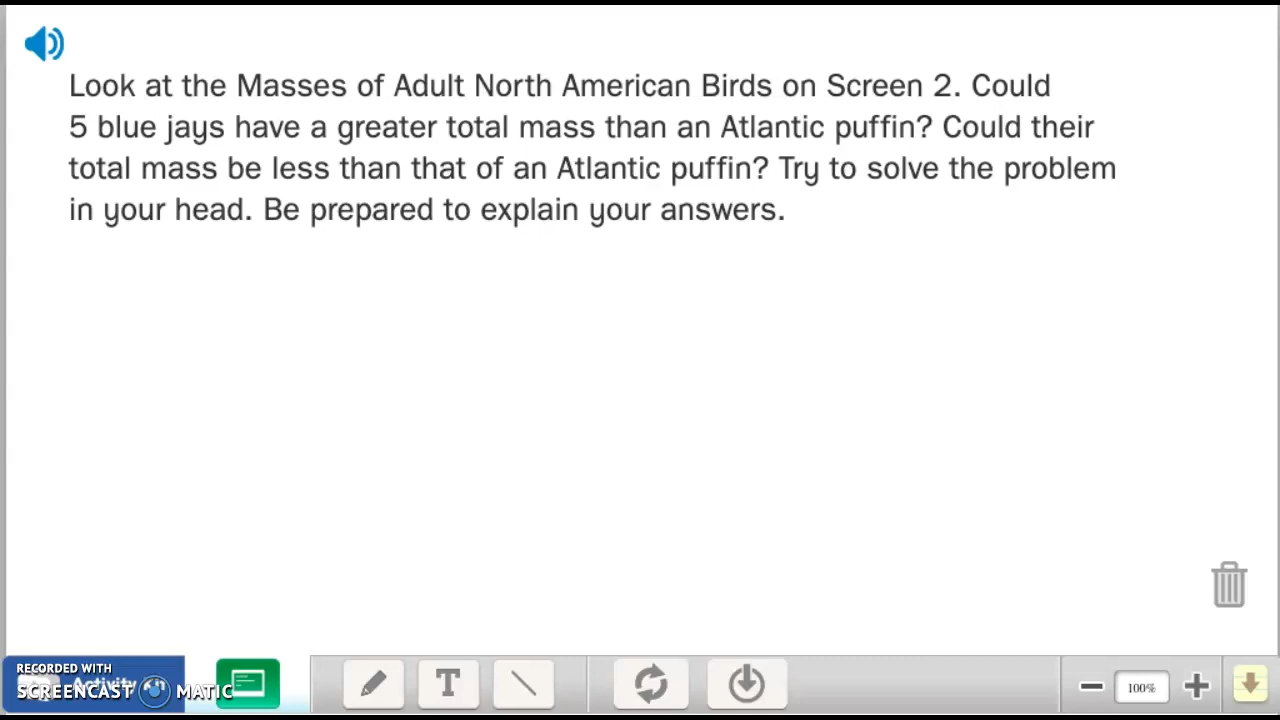 Look at the Masses of Adult North American Birds on Screen 2. Could
5 blue jays have a greater total mass than an Atlantic puffin? Could their
total mass be less than that of an Atlantic puffin? Try to solve the problem
in your head. Be prepared to explain your answers.
RECORDED WITH
Activity
SCREENCAST MATIC
T
100%